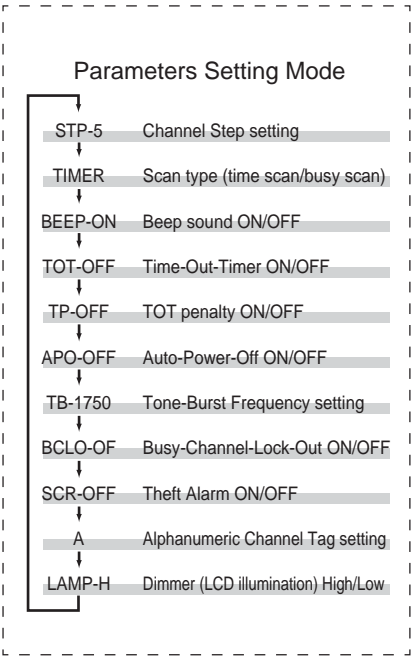 Parameters Setting Mode
STP-5 Channel Step setting
TIMER Scan type (time scan/busy scan)
BEEP-ON Beep sound ON/OFF
TOT-OFF Time-Out-Timer ON/OFF
TP-OFF TOT penalty ON/OFF
APO-OFF Auto-Power-Off ON/OFF
TB-1750 Tone-Burst Frequency setting
BCLO-OF Busy-Channel-Lock-Out ON/OFF
SCR-OFF Theft Alarm ON/OFF
A Alphanumeric Channel Tag setting
LAMP-H Dimmer (LCD illumination) High/Low